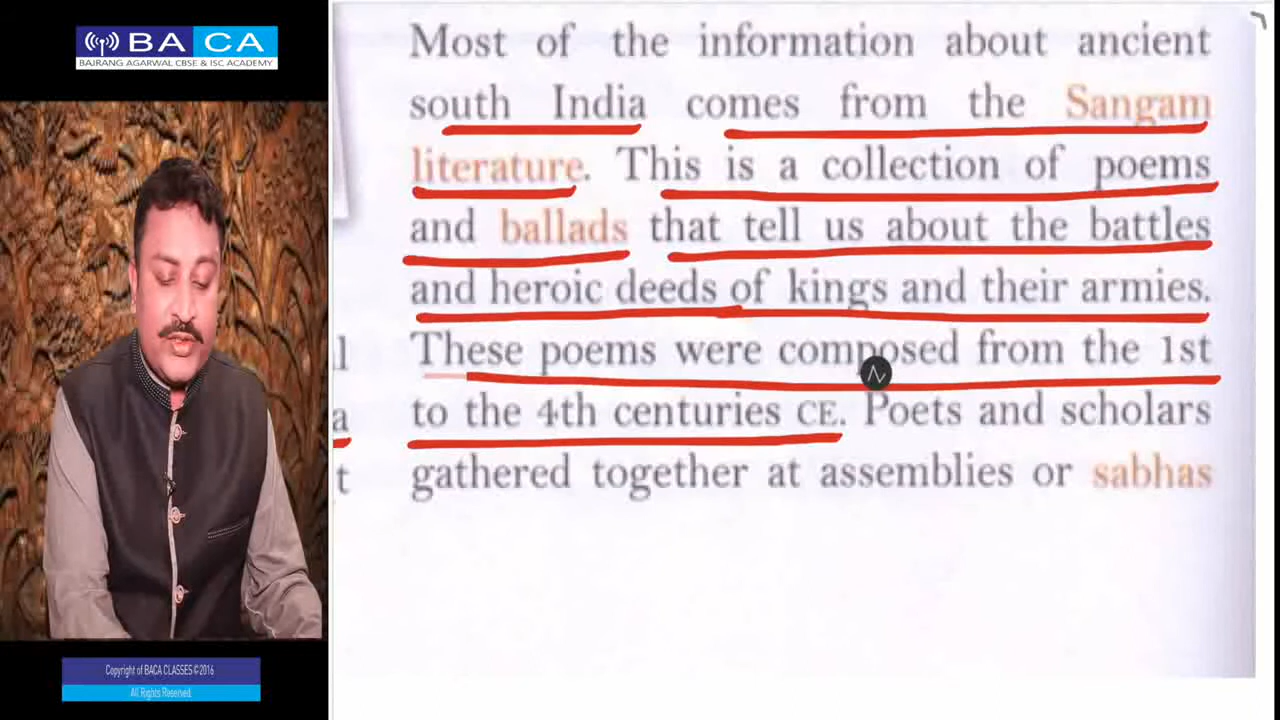 BA CA
BAJRANG AGARWAL CBSE & ISC ACADEMY
Most of the information about ancient
south India comes from the Sangam
literature. This is a collection of poems
and ballads that tell us about the battles
and heroic deeds of kings and their armies.
These poems were composed from the 1st
to the 4th centuries CE. Poets and scholars
gathered together at assemblies or sabhas
l
a
t
Copyright of BACA CLASSES ©2016
All Rights Reserved.